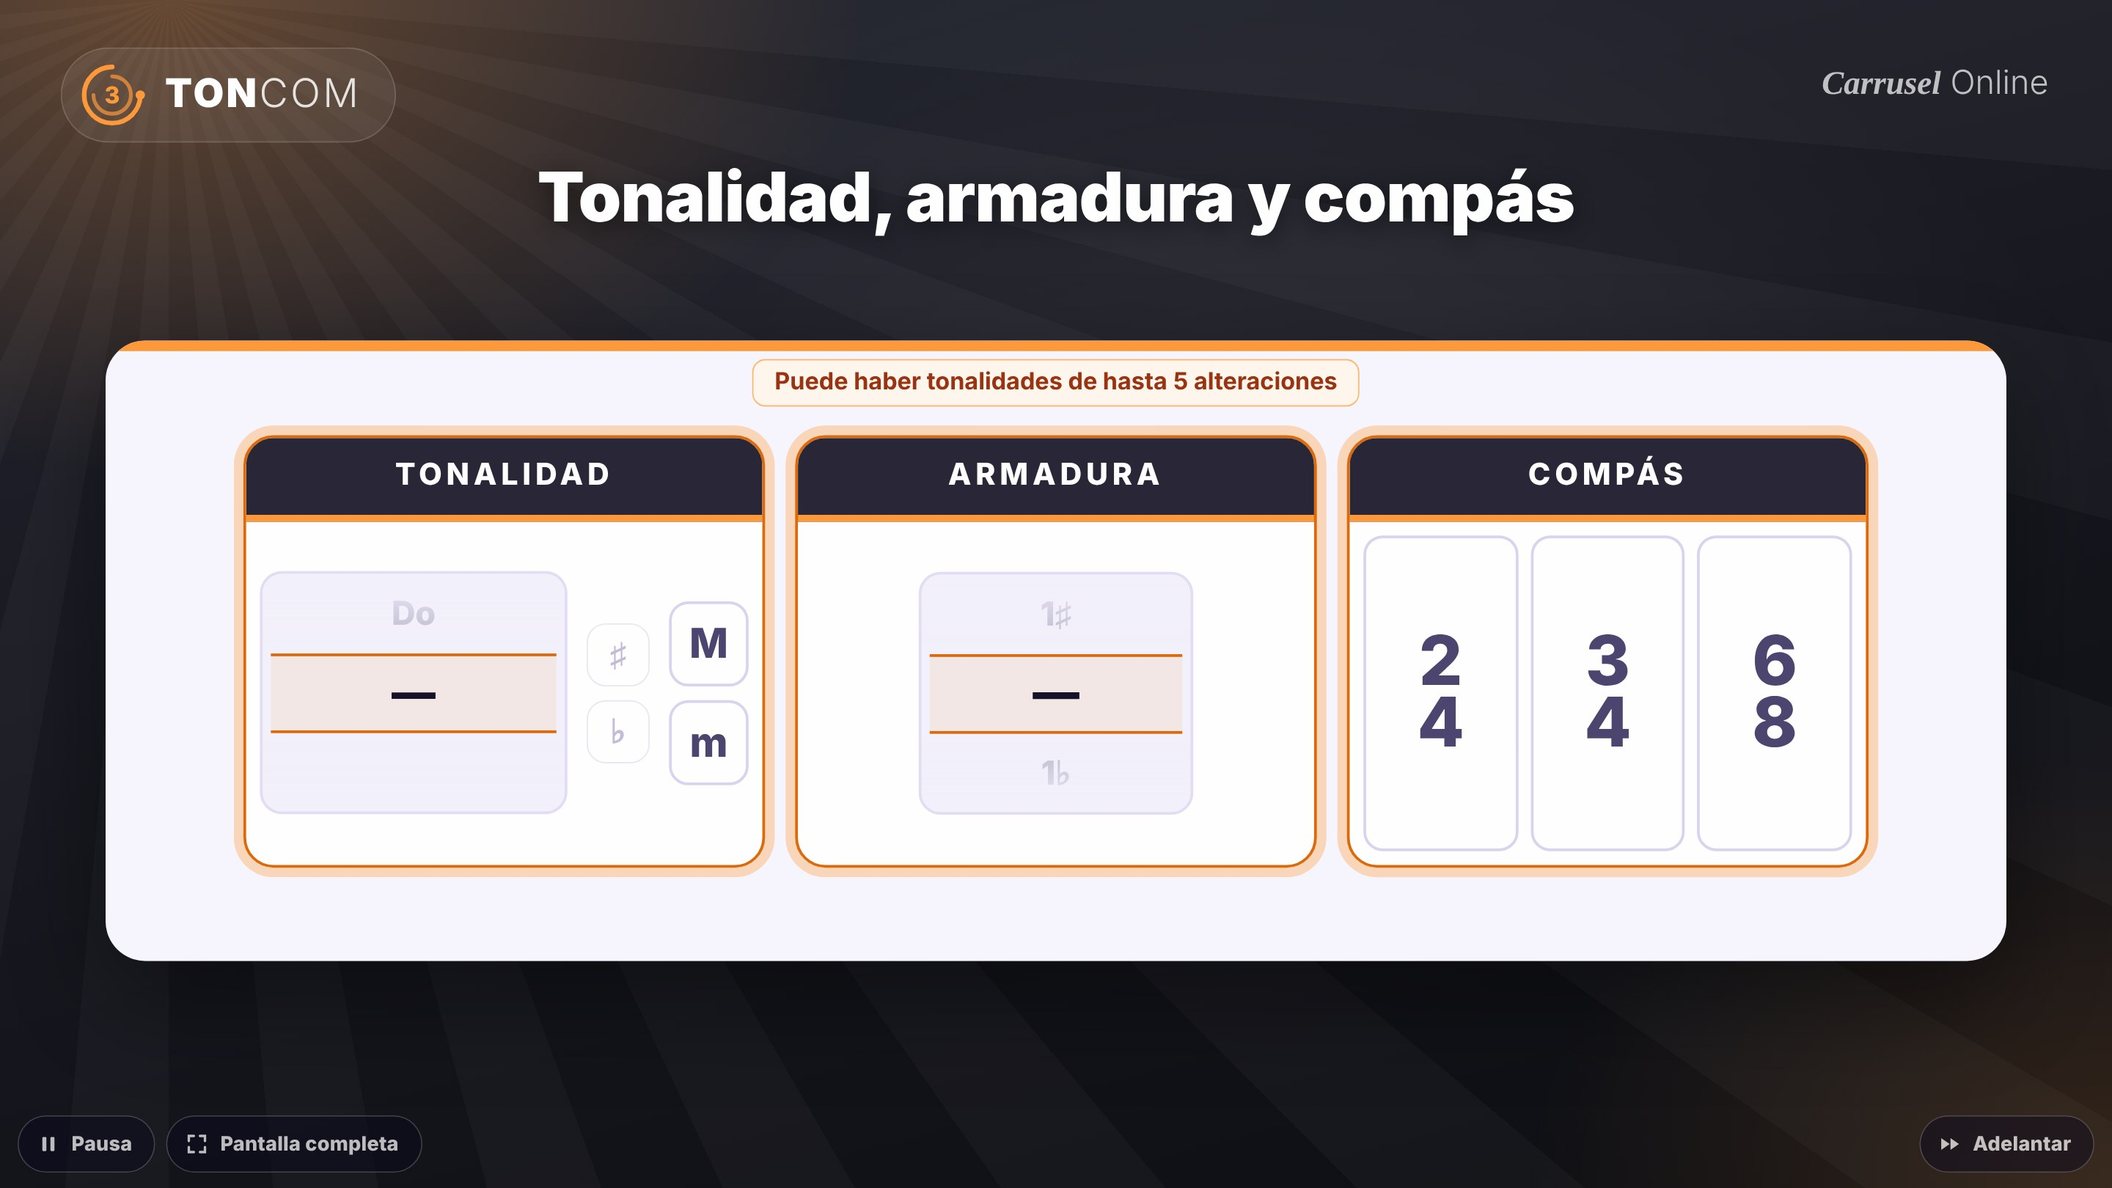 3 TONCOM
Carrusel Online
Tonalidad, armadura y compás
Puede haber tonalidades de hasta 5 alteraciones
TONALIDAD
Do
—
♯
♭
M
m
ARMADURA
1♯
—
1♭
COMPÁS
2
4
3
4
6
8
Pausa
Pantalla completa
Adelantar